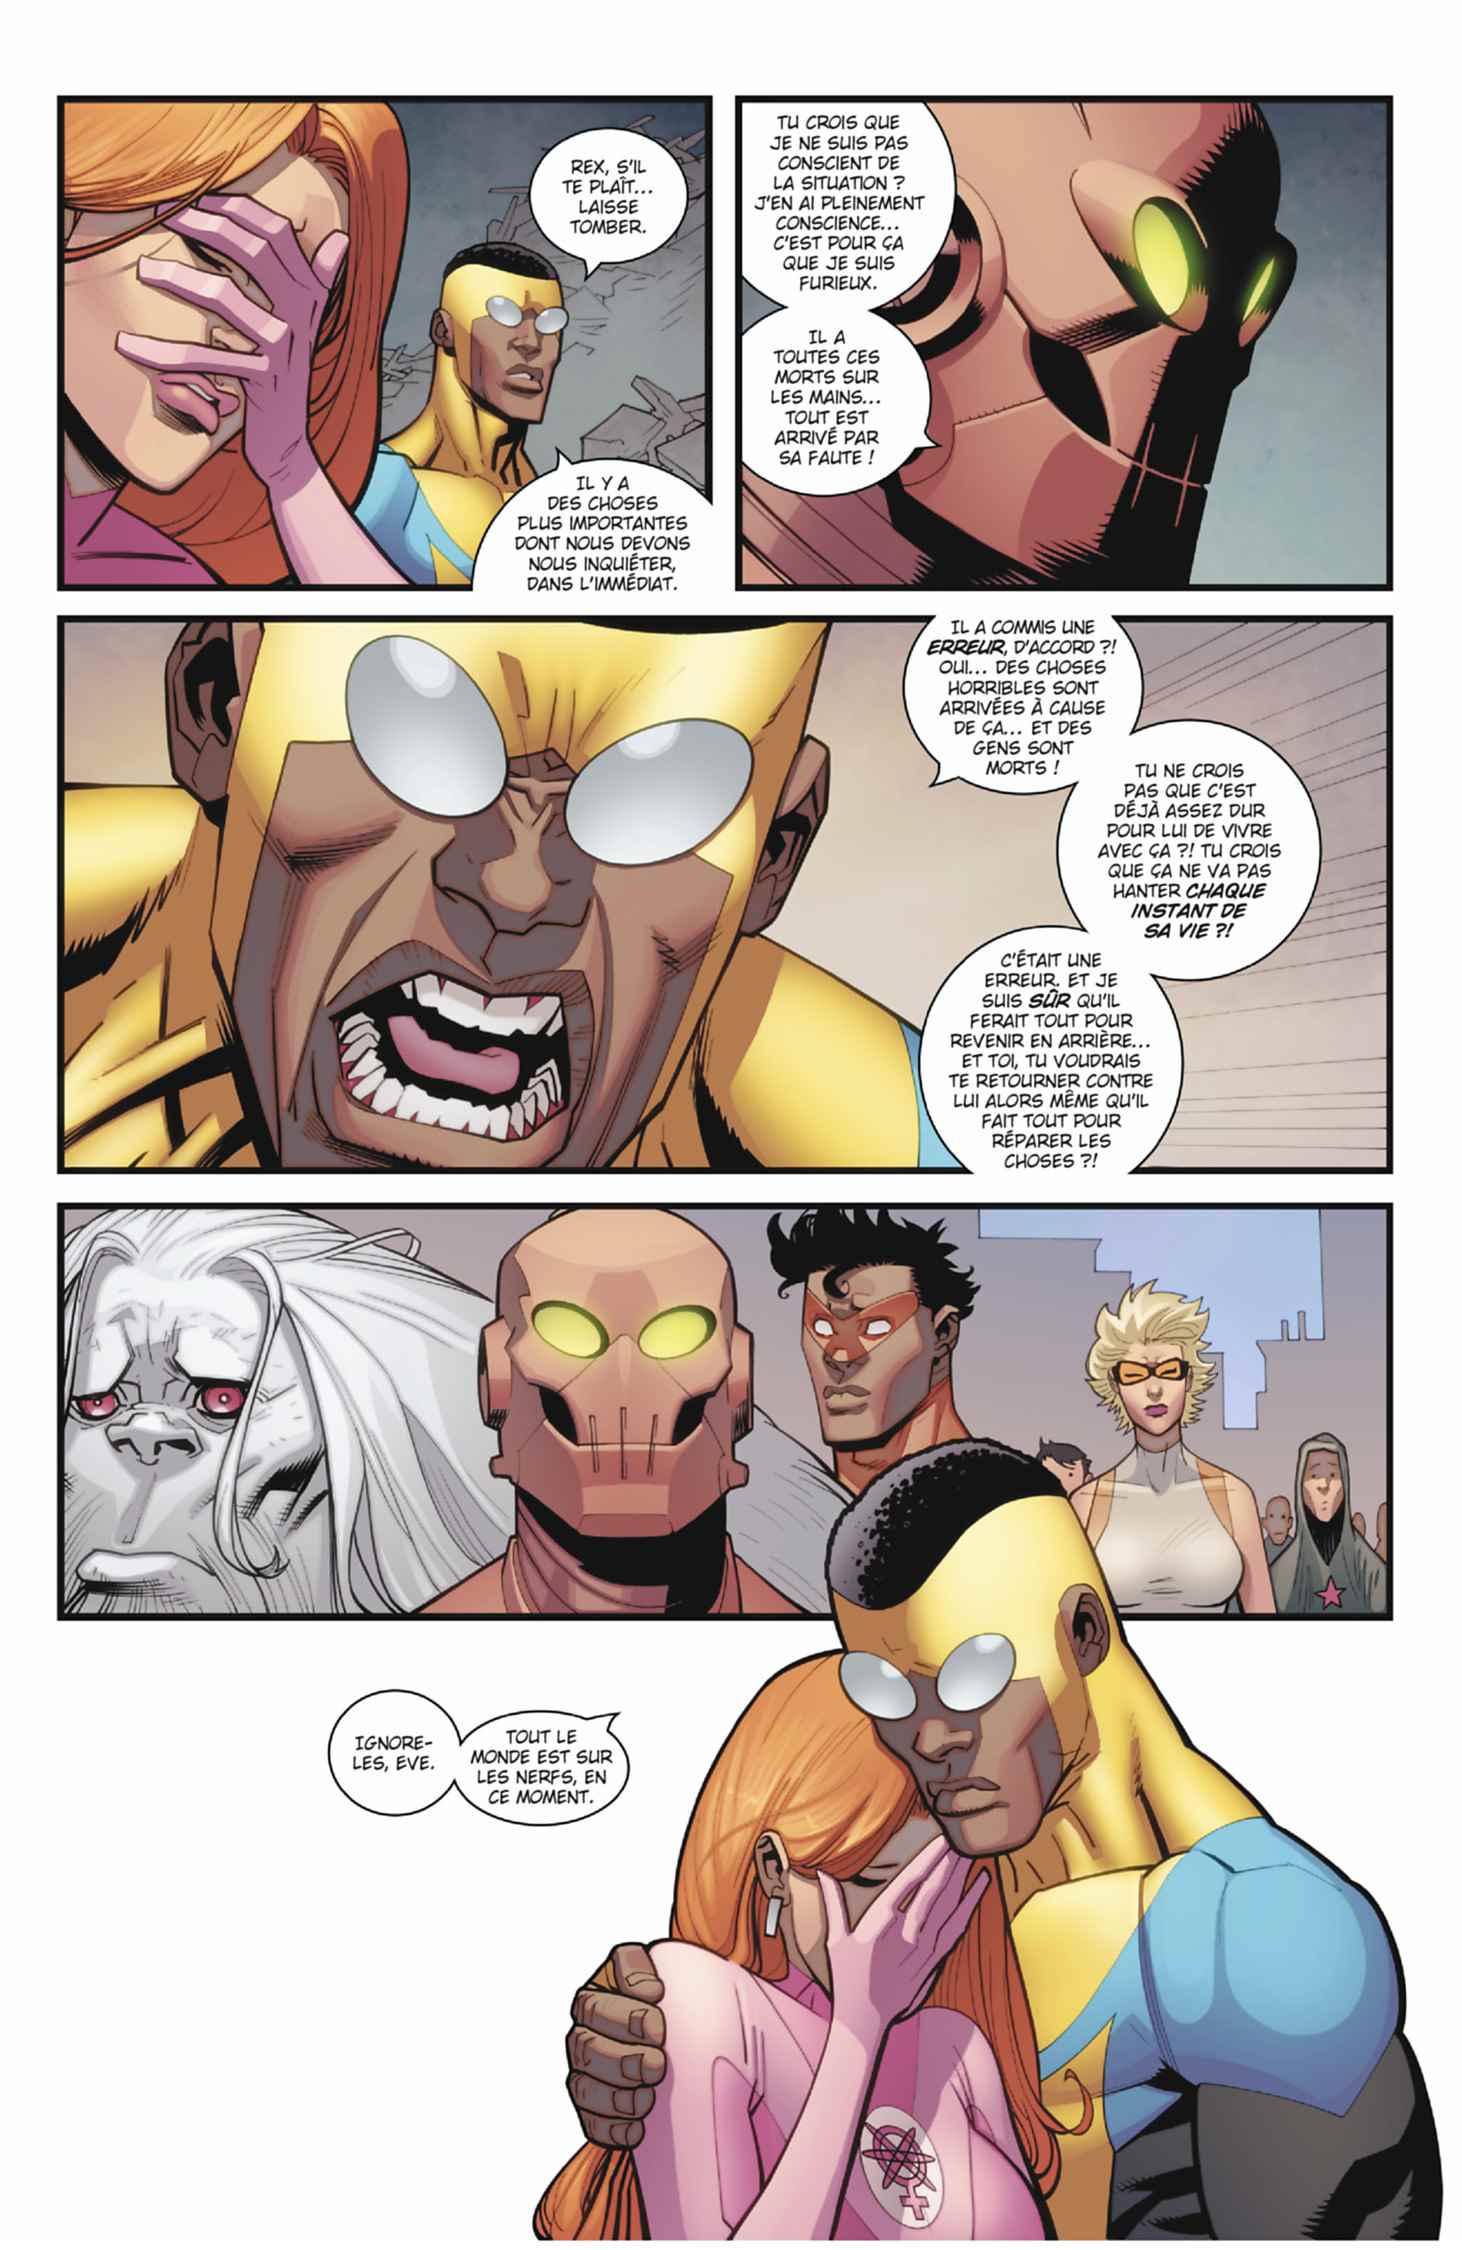 REX, S'IL
TE PLAÎT...
LAISSE
TOMBER.
IL Y A
DES CHOSES
PLUS IMPORTANTES
DONT NOUS DEVONS
NOUS INQUIÉTER,
DANS L'IMMÉDIAT.
TU CROIS QUE
JE NE SUIS PAS
CONSCIENT DE
LA SITUATION ?
J'EN AI PLEINEMENT
CONSCIENCE...
C'EST POUR ÇA
QUE JE SUIS
FURIEUX.
IL A
TOUTES CES
MORTS SUR
LES MAINS...
TOUT EST
ARRIVÉ PAR
SA FAUTE !
IL A COMMIS UNE
ERREUR, D'ACCORD ?!
OUI... DES CHOSES
HORRIBLES SONT
ARRIVÉES À CAUSE
DE ÇA... ET DES
GENS SONT
MORTS !
TU NE CROIS
PAS QUE C'EST
DÉJÀ ASSEZ DUR
POUR LUI DE VIVRE
AVEC ÇA ?! TU CROIS
QUE ÇA NE VA PAS
HANTER CHAQUE
INSTANT DE
SA VIE ?!
C'ÉTAIT UNE
ERREUR. ET JE
SUIS SÛR QU'IL
FERAIT TOUT POUR
REVENIR EN ARRIÈRE...
ET TOI, TU VOUDRAIS
TE RETOURNER CONTRE
LUI ALORS MÊME QU'IL
FAIT TOUT POUR
RÉPARER LES
CHOSES ?!
IGNORE-
LES, EVE.
TOUT LE
MONDE EST SUR
LES NERFS, EN
CE MOMENT.